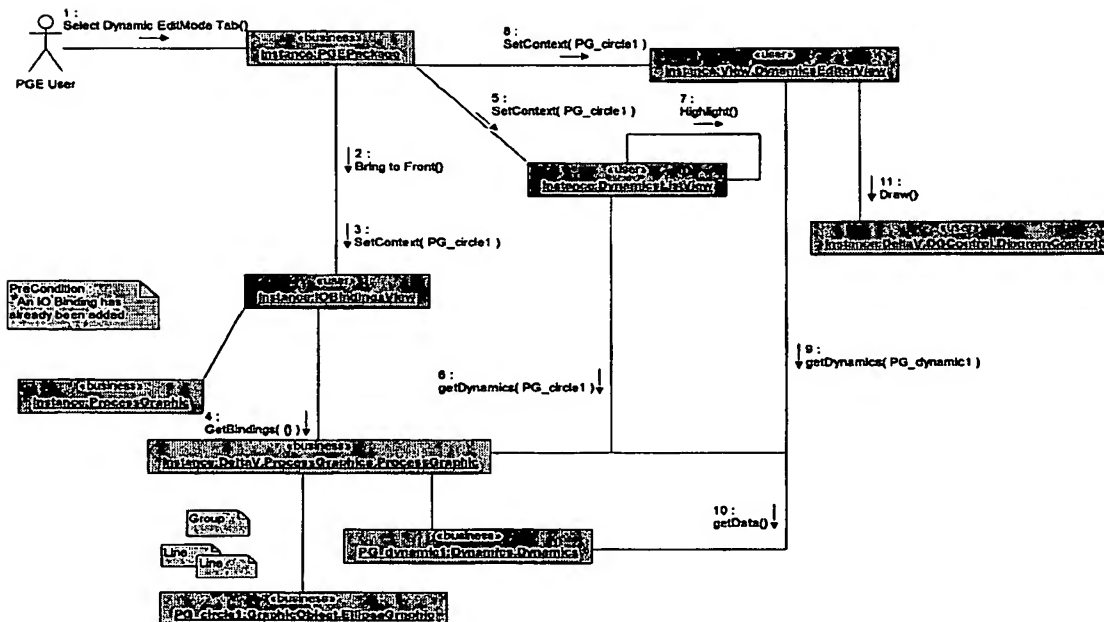 1 :
Select Dynamic EditMode Tab()
PGE User
«business»
Instance:PGEPackage
8 :
SetContext( PG_circle1 )
«user»
Instance:View.DynamicsEditorView
5 :
SetContext( PG_circle1 )
7 :
Highlight()
2 :
Bring to Front()
«user»
Instance:DynamicsListView
11 :
Draw()
3 :
SetContext( PG_circle1 )
«user»
Instance:DeltaV.DGControl.DiagramControl
PreCondition
An IO Binding has
already been added
«user»
Instance:IOBindingsView
9 :
getDynamics( PG_dynamic1 )
6 :
getDynamics( PG_circle1 )
«business»
Instance:ProcessGraphic
4 :
GetBindings( () )
«business»
Instance:DeltaV.ProcessGraphics.ProcessGraphic
10 :
getData()
Group
Line
Line
«business»
PG_dynamic1:Dynamics.Dynamics
«business»
PG_circle1:GraphicObject.EllipseGraphic